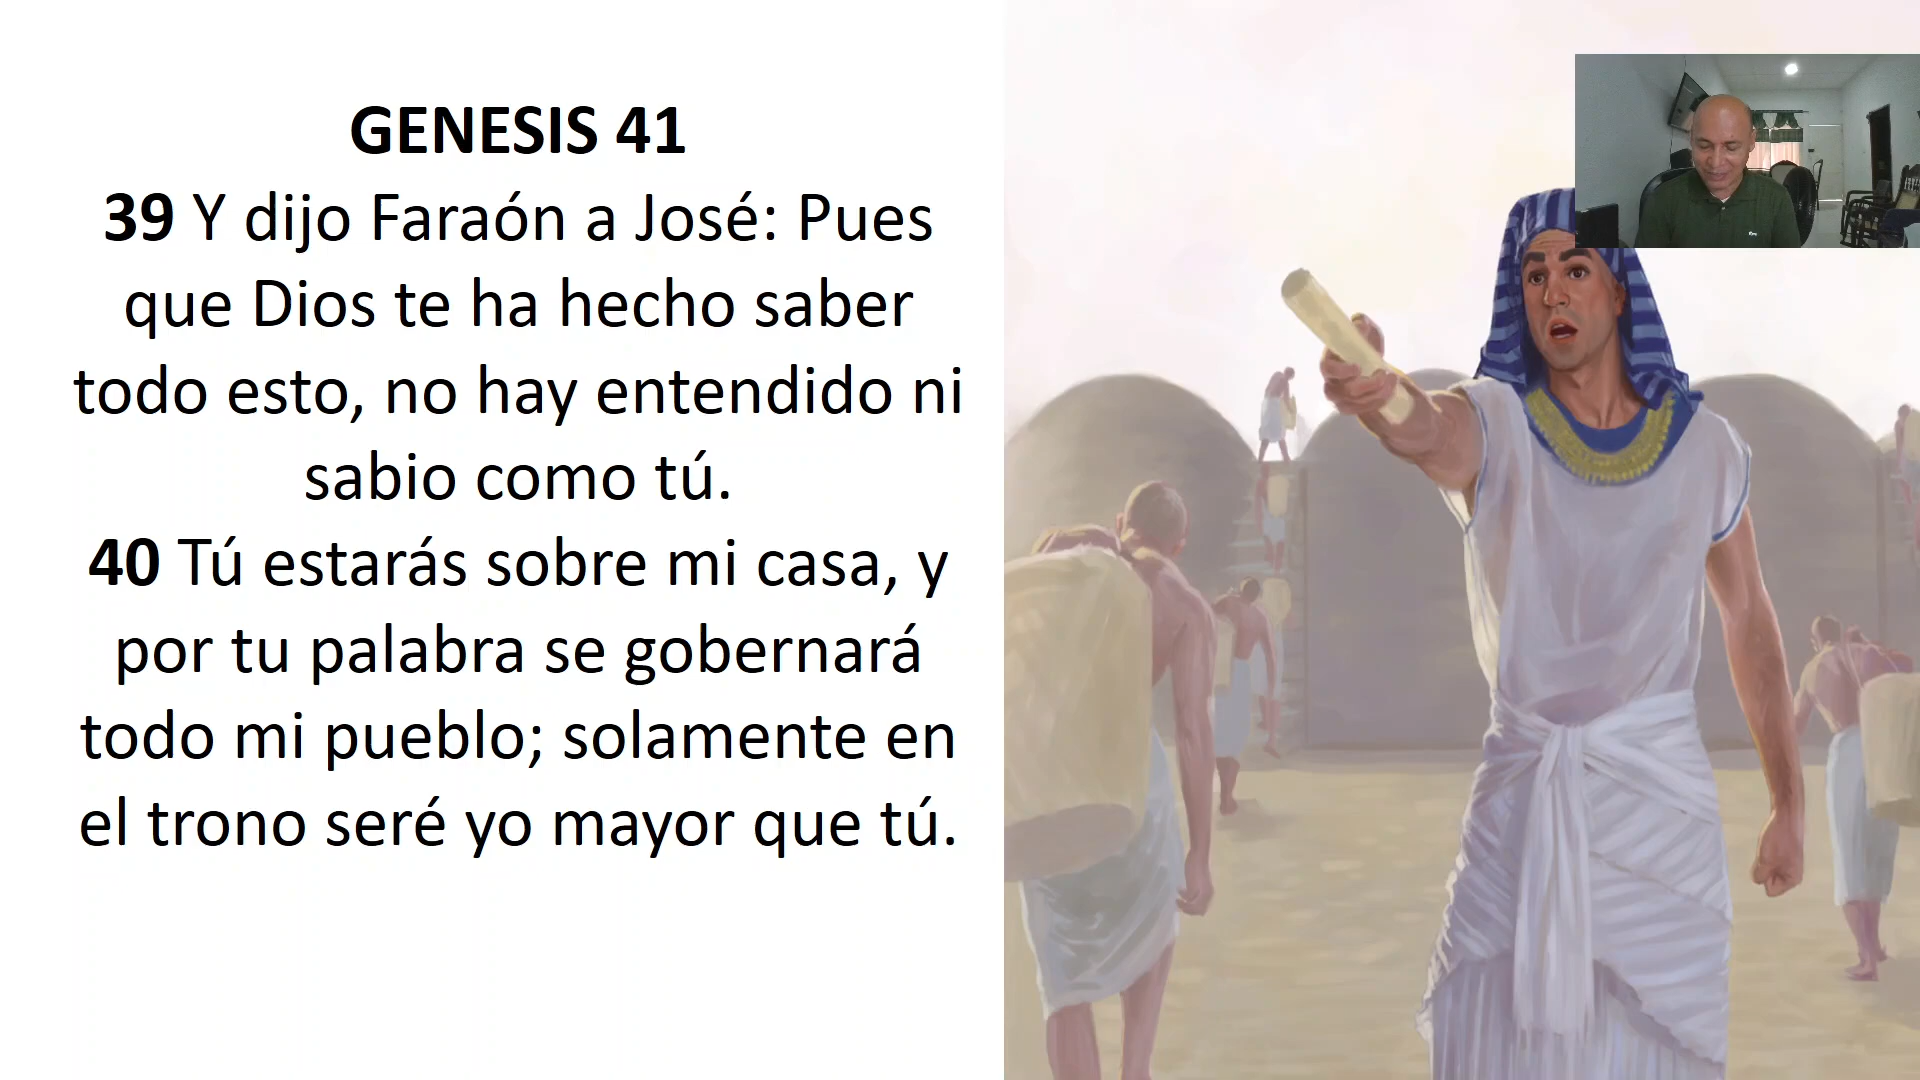 GENESIS 41
39 Y dijo Faraón a José: Pues
que Dios te ha hecho saber
todo esto, no hay entendido ni
sabio como tú.
40 Tú estarás sobre mi casa, y
por tu palabra se gobernará
todo mi pueblo; solamente en
el trono seré yo mayor que tú.